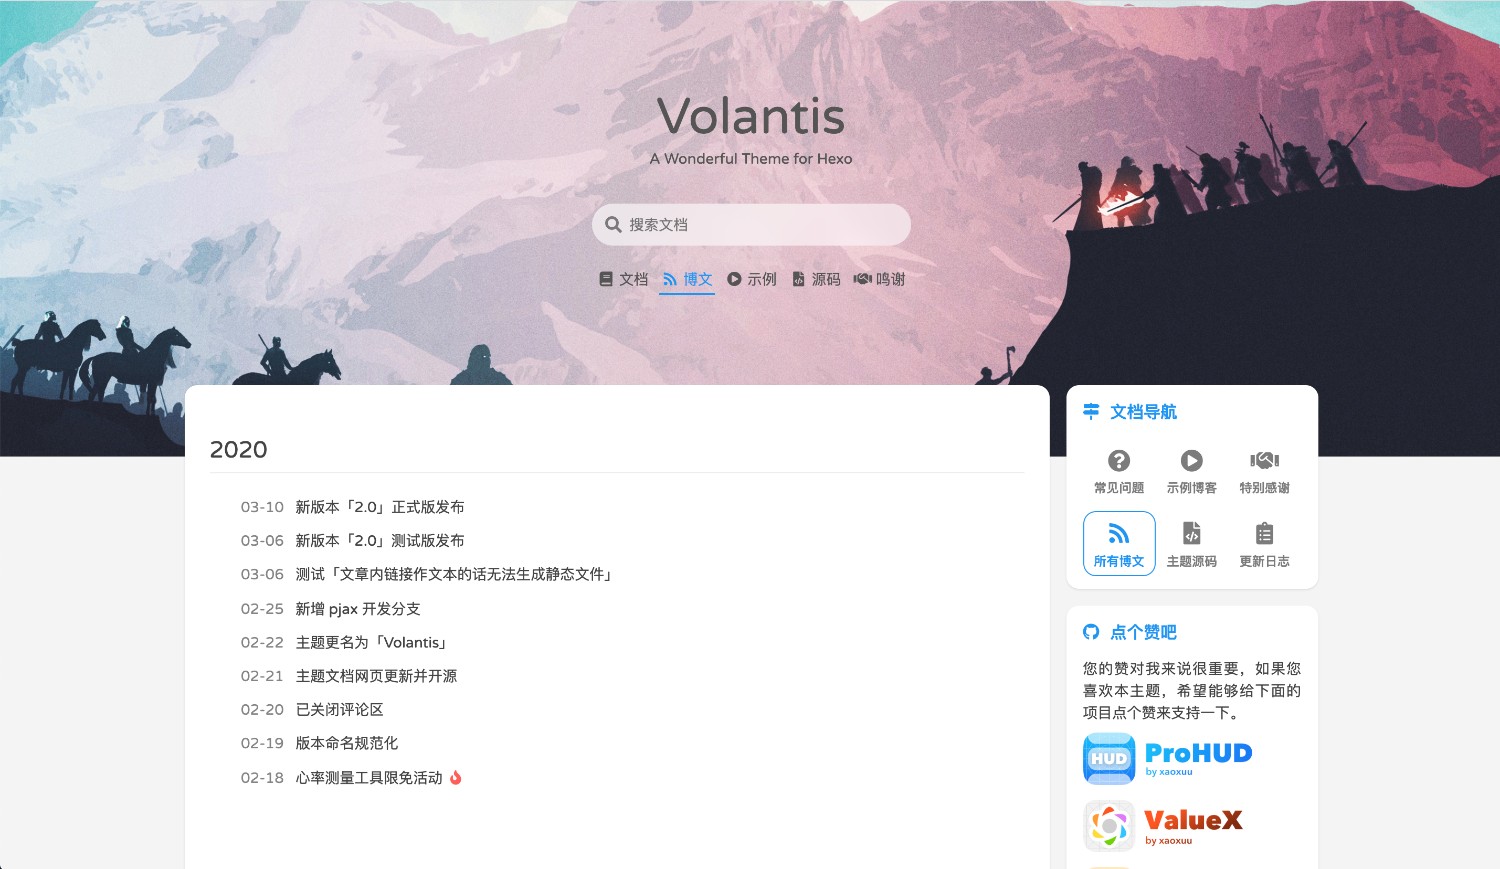 Volantis
A Wonderful Theme for Hexo
搜索文档
文档 博文 示例 源码 鸣谢
2020
03-10 新版本「2.0」正式版发布
03-06 新版本「2.0」测试版发布
03-06 测试「文章内链接作文本的话无法生成静态文件」
02-25 新增 pjax 开发分支
02-22 主题更名为「Volantis」
02-21 主题文档网页更新并开源
02-20 已关闭评论区
02-19 版本命名规范化
02-18 心率测量工具限免活动
文档导航
常见问题 示例博客 特别感谢
所有博文 主题源码 更新日志
点个赞吧
您的赞对我来说很重要，如果您
喜欢本主题，希望能够给下面的
项目点个赞来支持一下。
HUD ProHUD
by xaoxuu
ValueX
by xaoxuu